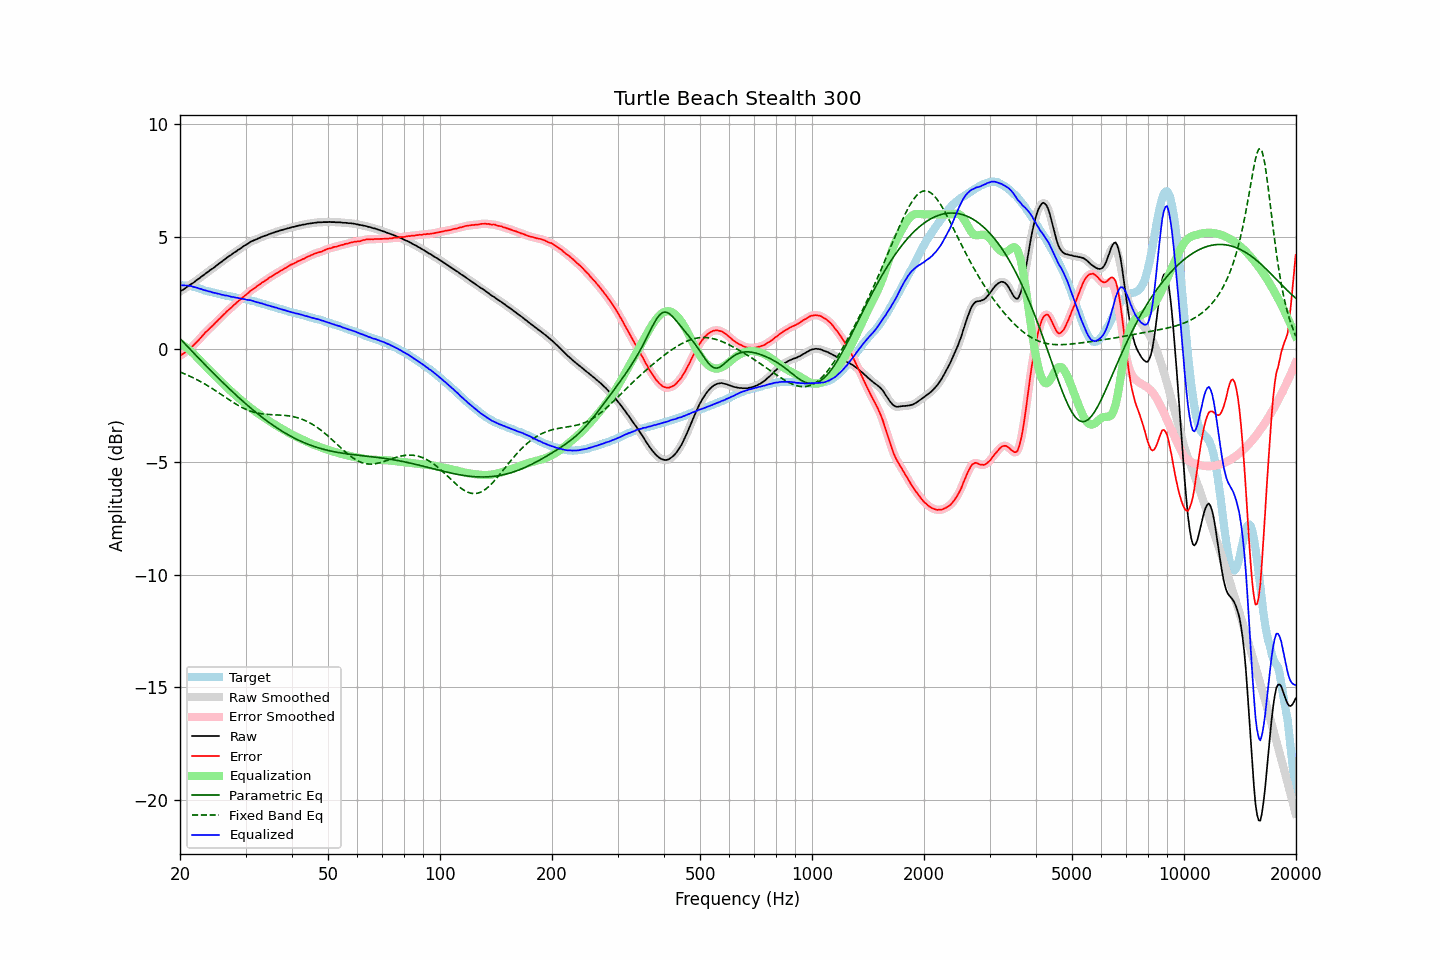 Turtle Beach Stealth 300
10
5
0
−5
−10
−15
−20
Amplitude (dBr)
Target
Raw Smoothed
Error Smoothed
Raw
Error
Equalization
Parametric Eq
Fixed Band Eq
Equalized
20 50 100 200 500 1000 2000 5000 10000 20000
Frequency (Hz)